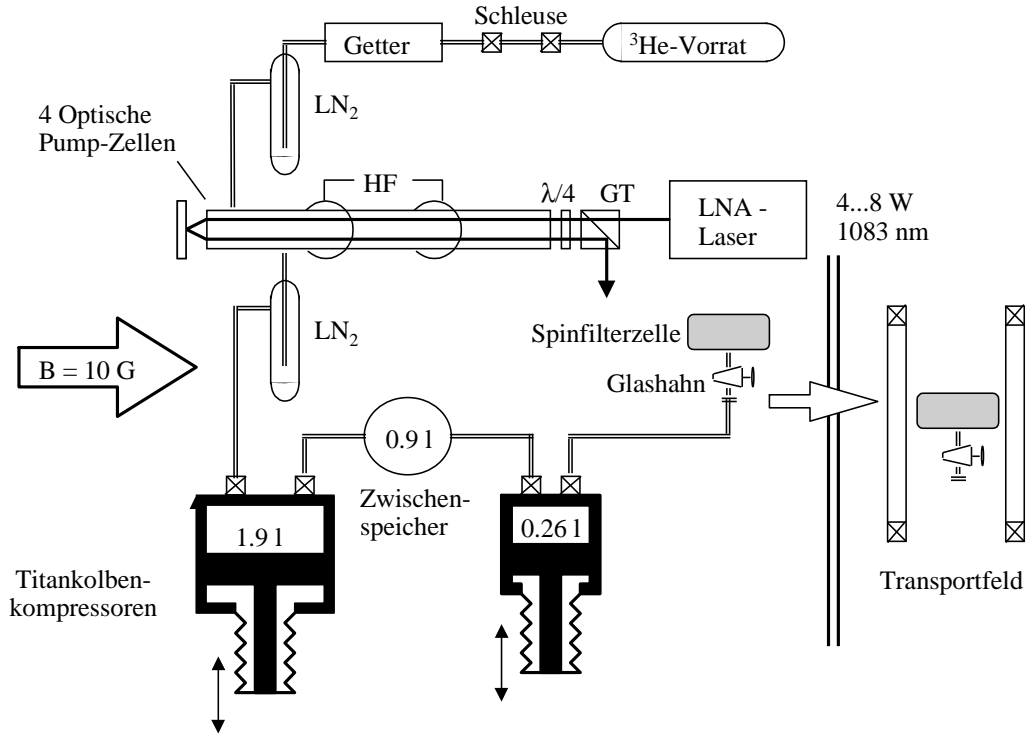 Schleuse
Getter
³He-Vorrat
LN₂
4 Optische
Pump-Zellen
HF
λ/4
GT
LNA -
Laser
4...8 W
1083 nm
LN₂
B = 10 G
Spinfilterzelle
Glashahn
0.9 l
Zwischen-
speicher
1.9 l
0.26 l
Titankolben-
kompressoren
Transportfeld